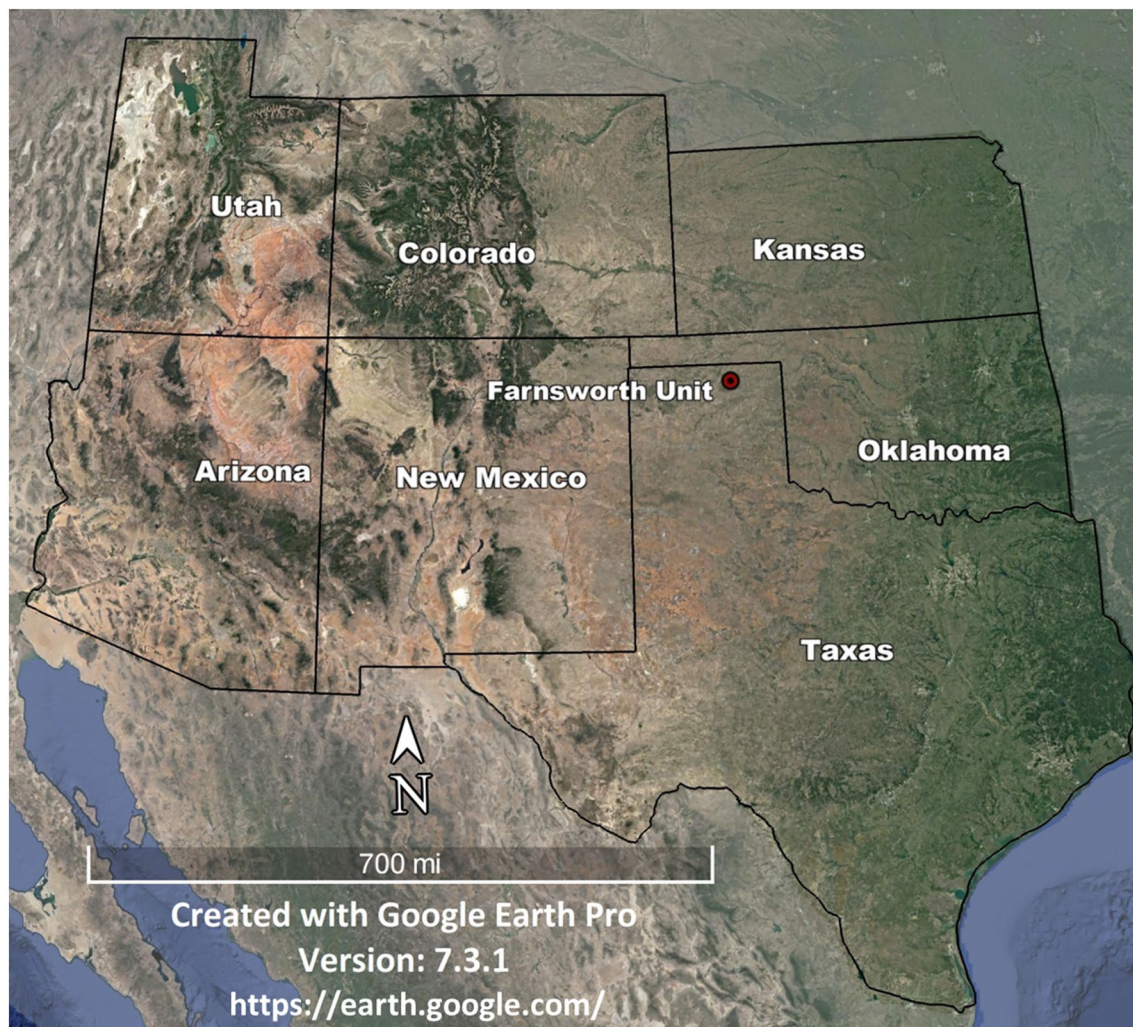 Utah
Colorado
Kansas
Farnsworth Unit
Oklahoma
Arizona
New Mexico
Taxas
N
700 mi
Created with Google Earth Pro
Version: 7.3.1
https://earth.google.com/